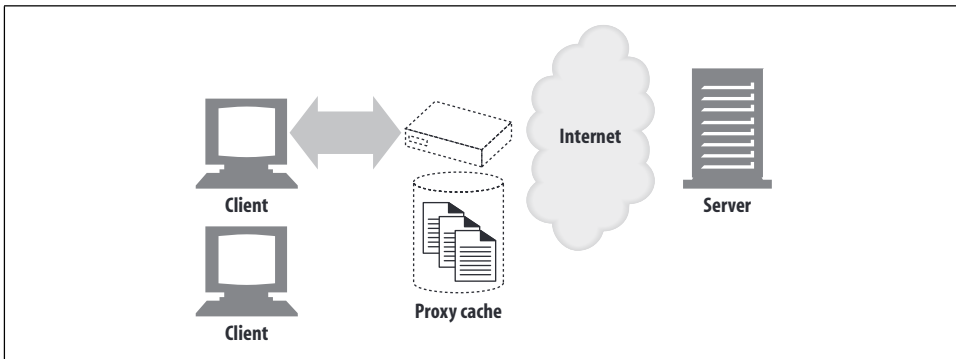 Client
Internet
Server
Client
Proxy cache